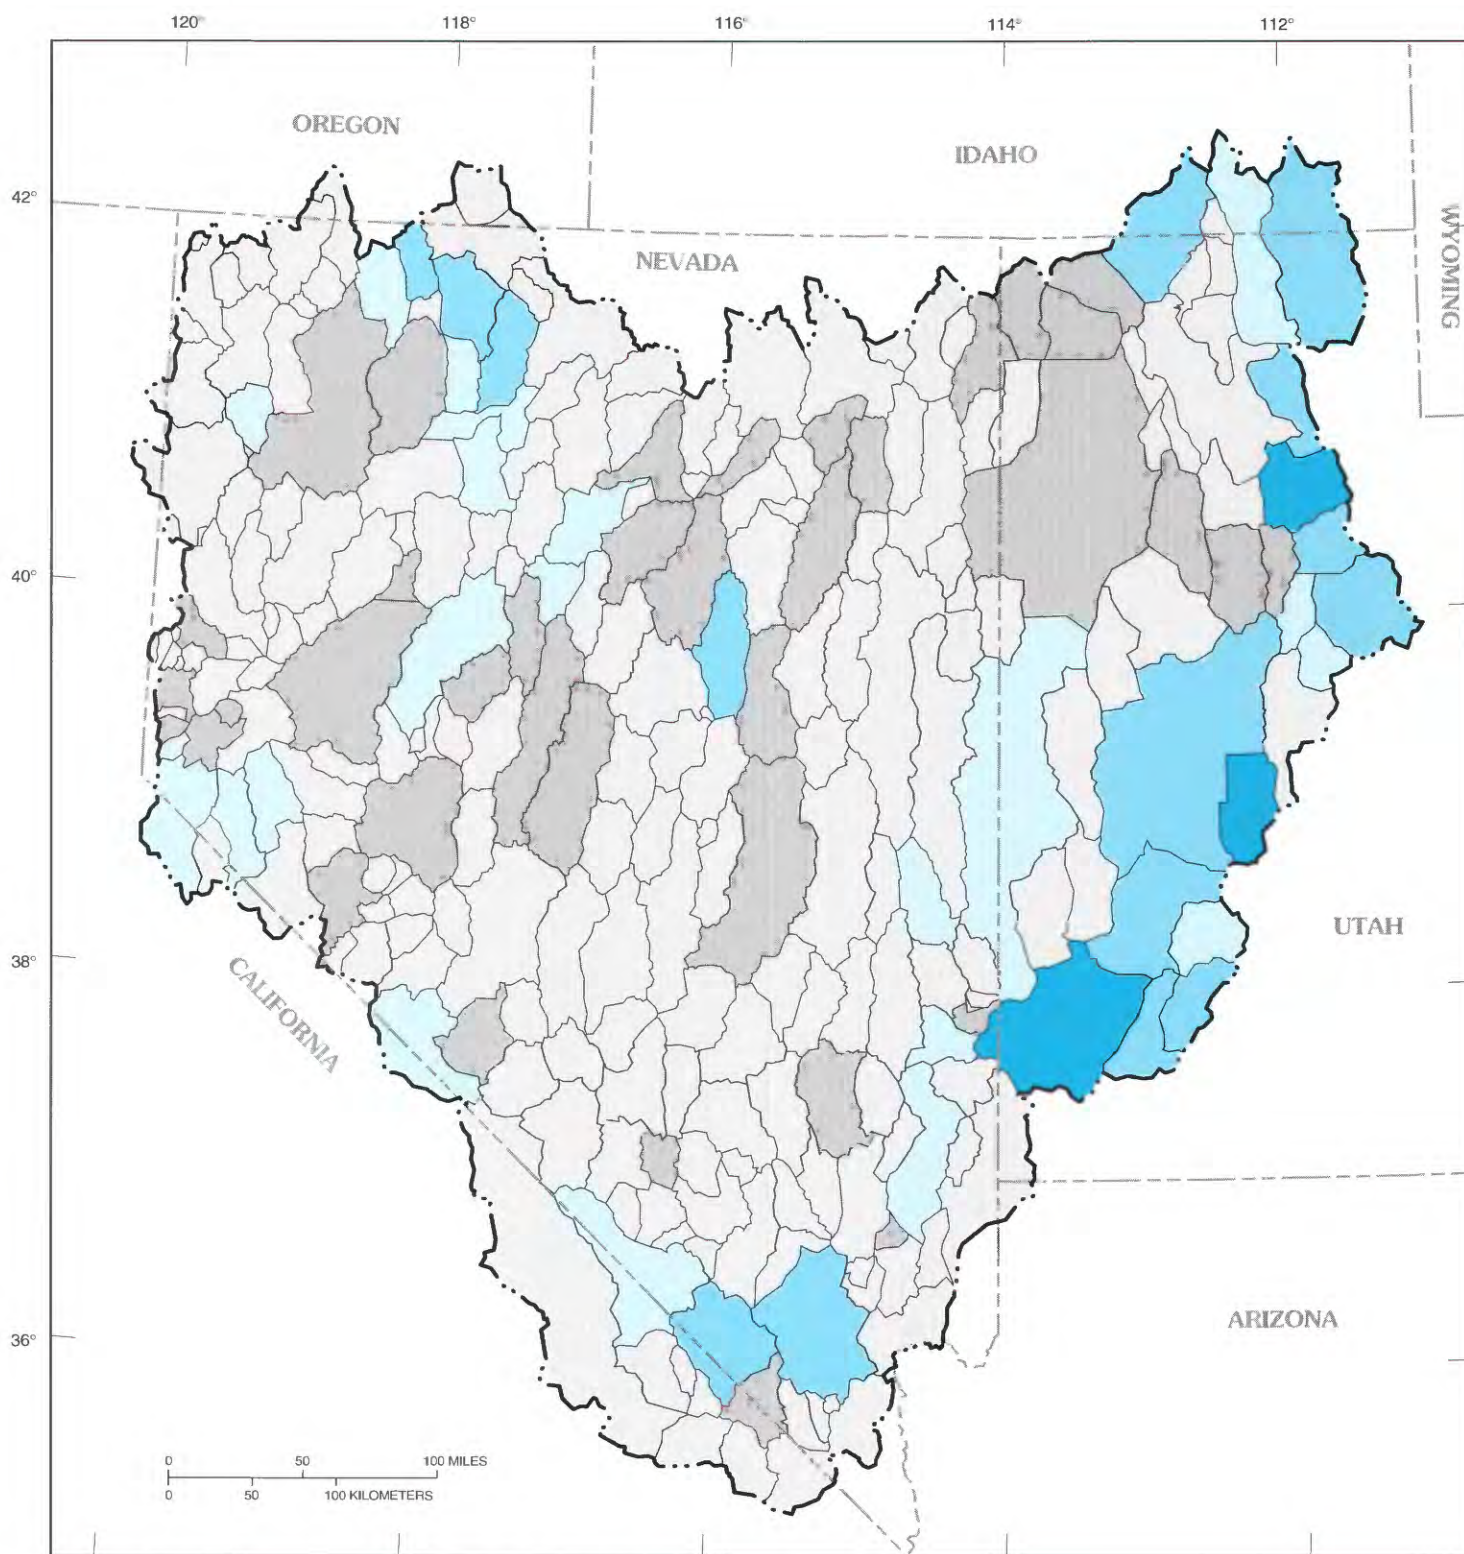 120° 118° 116° 114° 112°
OREGON
IDAHO
42°
WYOMING
NEVADA
40°
UTAH
38°
CALIFORNIA
ARIZONA
36°
0 50 100 MILES
0 50 100 KILOMETERS